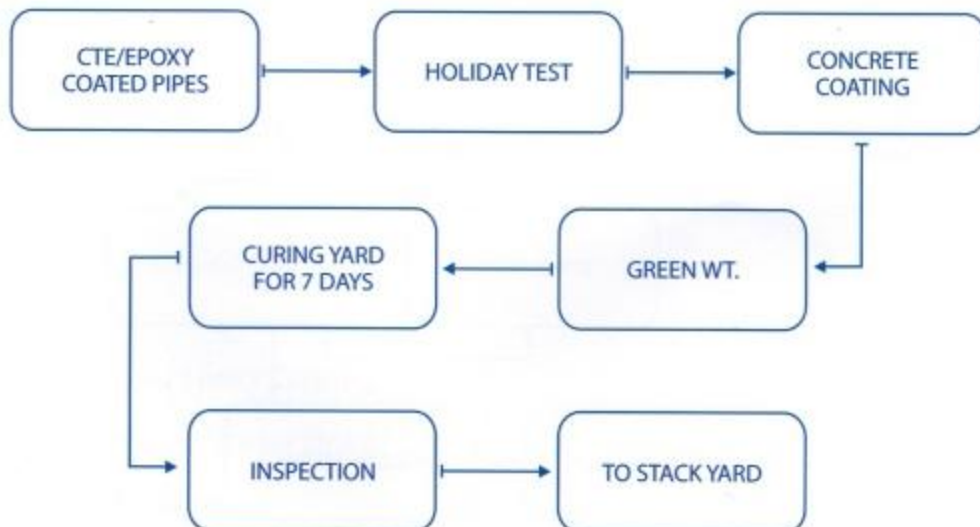 CTE/EPOXY
COATED PIPES
HOLIDAY TEST
CONCRETE
COATING
GREEN WT.
CURING YARD
FOR 7 DAYS
INSPECTION
TO STACK YARD